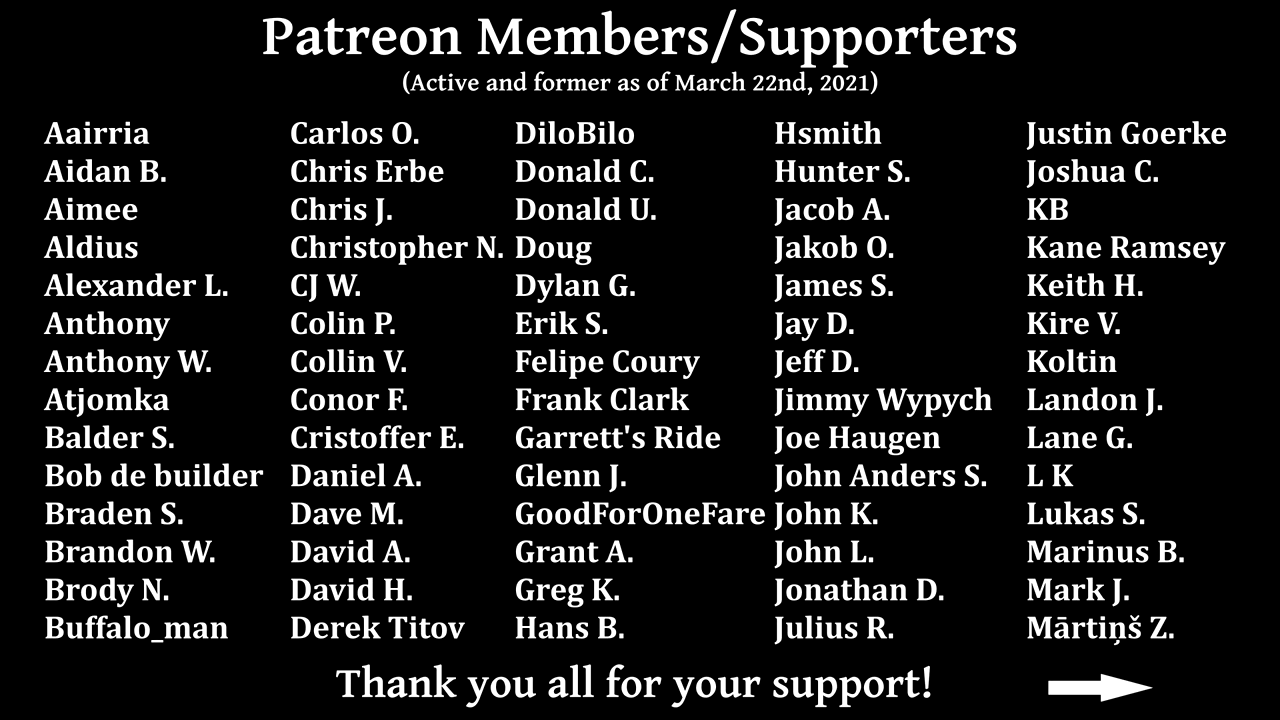 Patreon Members/Supporters
(Active and former as of March 22nd, 2021)
Aairria
Aidan B.
Aimee
Aldius
Alexander L.
Anthony
Anthony W.
Atjomka
Balder S.
Bob de builder
Braden S.
Brandon W.
Brody N.
Buffalo_man
Carlos O.
Chris Erbe
Chris J.
Christopher N.
CJ W.
Colin P.
Collin V.
Conor F.
Cristoffer E.
Daniel A.
Dave M.
David A.
David H.
Derek Titov
DiloBilo
Donald C.
Donald U.
Doug
Dylan G.
Erik S.
Felipe Coury
Frank Clark
Garrett's Ride
Glenn J.
GoodForOneFare
Grant A.
Greg K.
Hans B.
Hsmith
Hunter S.
Jacob A.
Jakob O.
James S.
Jay D.
Jeff D.
Jimmy Wypych
Joe Haugen
John Anders S.
John K.
John L.
Jonathan D.
Julius R.
Justin Goerke
Joshua C.
KB
Kane Ramsey
Keith H.
Kire V.
Koltin
Landon J.
Lane G.
L K
Lukas S.
Marinus B.
Mark J.
Mārtiņš Z.
Thank you all for your support!